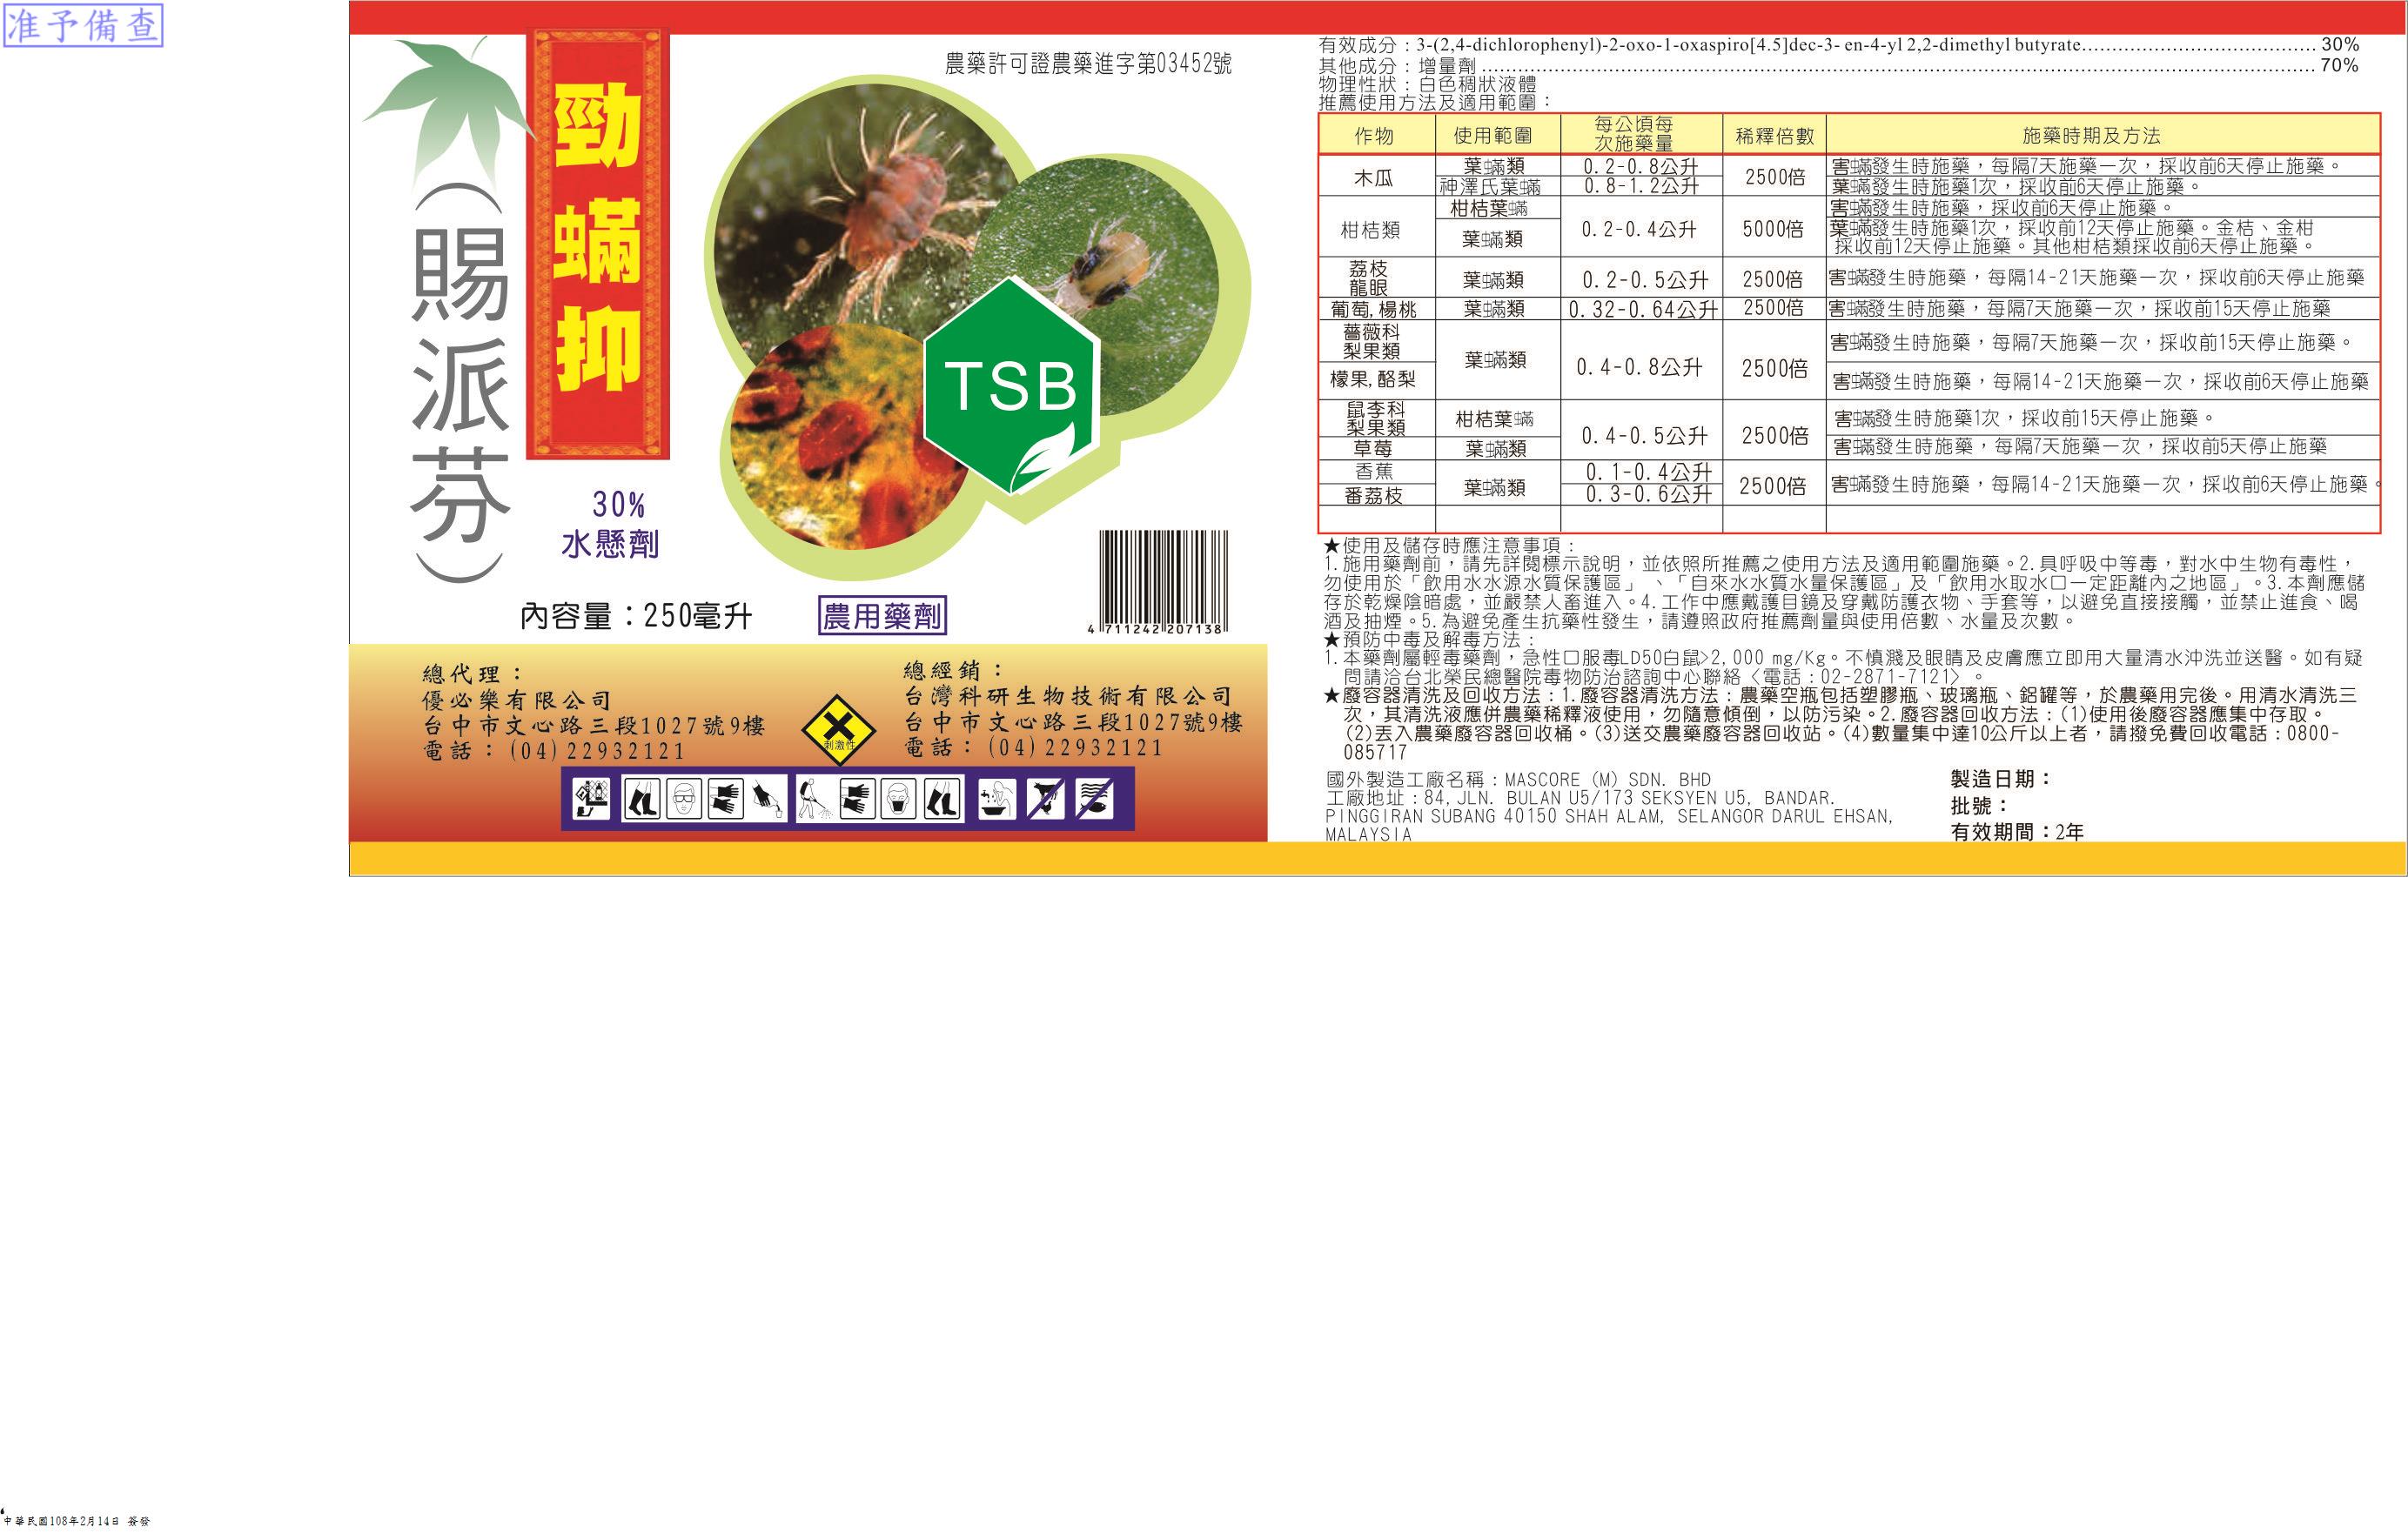 准予備查
農藥許可證農藥進字第03452號
勁蟎抑
(賜派芬)
TSB
30%
水懸劑
內容量：250毫升
農用藥劑
4 711242 207138
總代理：
優必樂有限公司
台中市文心路三段1027號9樓
電話：(04)22932121
刺激性
總經銷：
台灣科研生物技術有限公司
台中市文心路三段1027號9樓
電話：(04)22932121
有效成分：3-(2,4-dichlorophenyl)-2-oxo-1-oxaspiro[4.5]dec-3- en-4-yl 2,2-dimethyl butyrate....................................... 30%
其他成分：增量劑........................................ 70%
物理性狀：白色稠狀液體
推薦使用方法及適用範圍：
作物 使用範圍 每公頃每次施藥量 稀釋倍數 施藥時期及方法
木瓜 葉蟎類 0.2-0.8公升 2500倍 害蟎發生時施藥，每隔7天施藥一次，採收前6天停止施藥。
神澤氏葉蟎 0.8-1.2公升 葉蟎發生時施藥1次，採收前6天停止施藥。
柑桔類 柑桔葉蟎 0.2-0.4公升 5000倍 害蟎發生時施藥，採收前6天停止施藥。
葉蟎類 葉蟎發生時施藥1次，採收前12天停止施藥。金桔、金柑
採收前12天停止施藥。其他柑桔類採收前6天停止施藥。
荔枝
龍眼 葉蟎類 0.2-0.5公升 2500倍 害蟎發生時施藥，每隔14-21天施藥一次，採收前6天停止施藥
葡萄,楊桃 葉蟎類 0.32-0.64公升 2500倍 害蟎發生時施藥，每隔7天施藥一次，採收前15天停止施藥
薔薇科
梨果類 葉蟎類 0.4-0.8公升 2500倍 害蟎發生時施藥，每隔7天施藥一次，採收前15天停止施藥。
檬果,酪梨 害蟎發生時施藥，每隔14-21天施藥一次，採收前6天停止施藥
鼠李科
梨果類 柑桔葉蟎 0.4-0.5公升 2500倍 害蟎發生時施藥1次，採收前15天停止施藥。
草莓 葉蟎類 害蟎發生時施藥，每隔7天施藥一次，採收前5天停止施藥
香蕉 葉蟎類 0.1-0.4公升 2500倍 害蟎發生時施藥，每隔14-21天施藥一次，採收前6天停止施藥。
番荔枝 0.3-0.6公升
★使用及儲存時應注意事項：
1.施用藥劑前，請先詳閱標示說明，並依照所推薦之使用方法及適用範圍施藥。2.具呼吸中等毒，對水中生物有毒性，
勿使用於「飲用水水源水質保護區」、「自來水水質水量保護區」及「飲用水取水口一定距離內之地區」。3.本劑應儲
存於乾燥陰暗處，並嚴禁人畜進入。4.工作中應戴護目鏡及穿戴防護衣物、手套等，以避免直接接觸，並禁止進食、喝
酒及抽煙。5.為避免產生抗藥性發生，請遵照政府推薦劑量與使用倍數、水量及次數。
★預防中毒及解毒方法：
1.本藥劑屬輕毒藥劑，急性口服毒LD50白鼠>2,000 mg/Kg。不慎濺及眼睛及皮膚應立即用大量清水沖洗並送醫。如有疑
問請洽台北榮民總醫院毒物防治諮詢中心聯絡〈電話：02-2871-7121〉。
★廢容器清洗及回收方法：1.廢容器清洗方法：農藥空瓶包括塑膠瓶、玻璃瓶、鋁罐等，於農藥用完後。用清水清洗三
次，其清洗液應併農藥稀釋液使用，勿隨意傾倒，以防污染。2.廢容器回收方法：(1)使用後廢容器應集中存取。
(2)丟入農藥廢容器回收桶。(3)送交農藥廢容器回收站。(4)數量集中達10公斤以上者，請撥免費回收電話：0800-
085717
國外製造工廠名稱：MASCORE (M) SDN. BHD
工廠地址：84,JLN. BULAN U5/173 SEKSYEN U5, BANDAR.
PINGGIRAN SUBANG 40150 SHAH ALAM, SELANGOR DARUL EHSAN,
MALAYSIA
製造日期：
批號：
有效期間：2年
中華民國108年2月14日 簽發